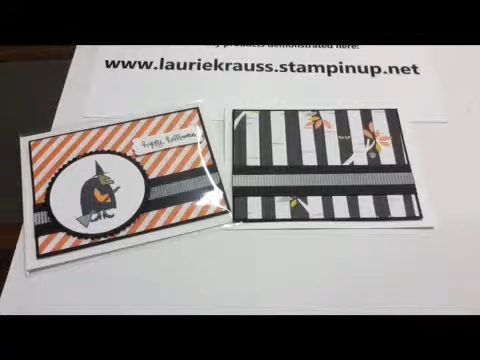 products demonstrated here:
www.lauriekrauss.stampinup.net
happy halloween